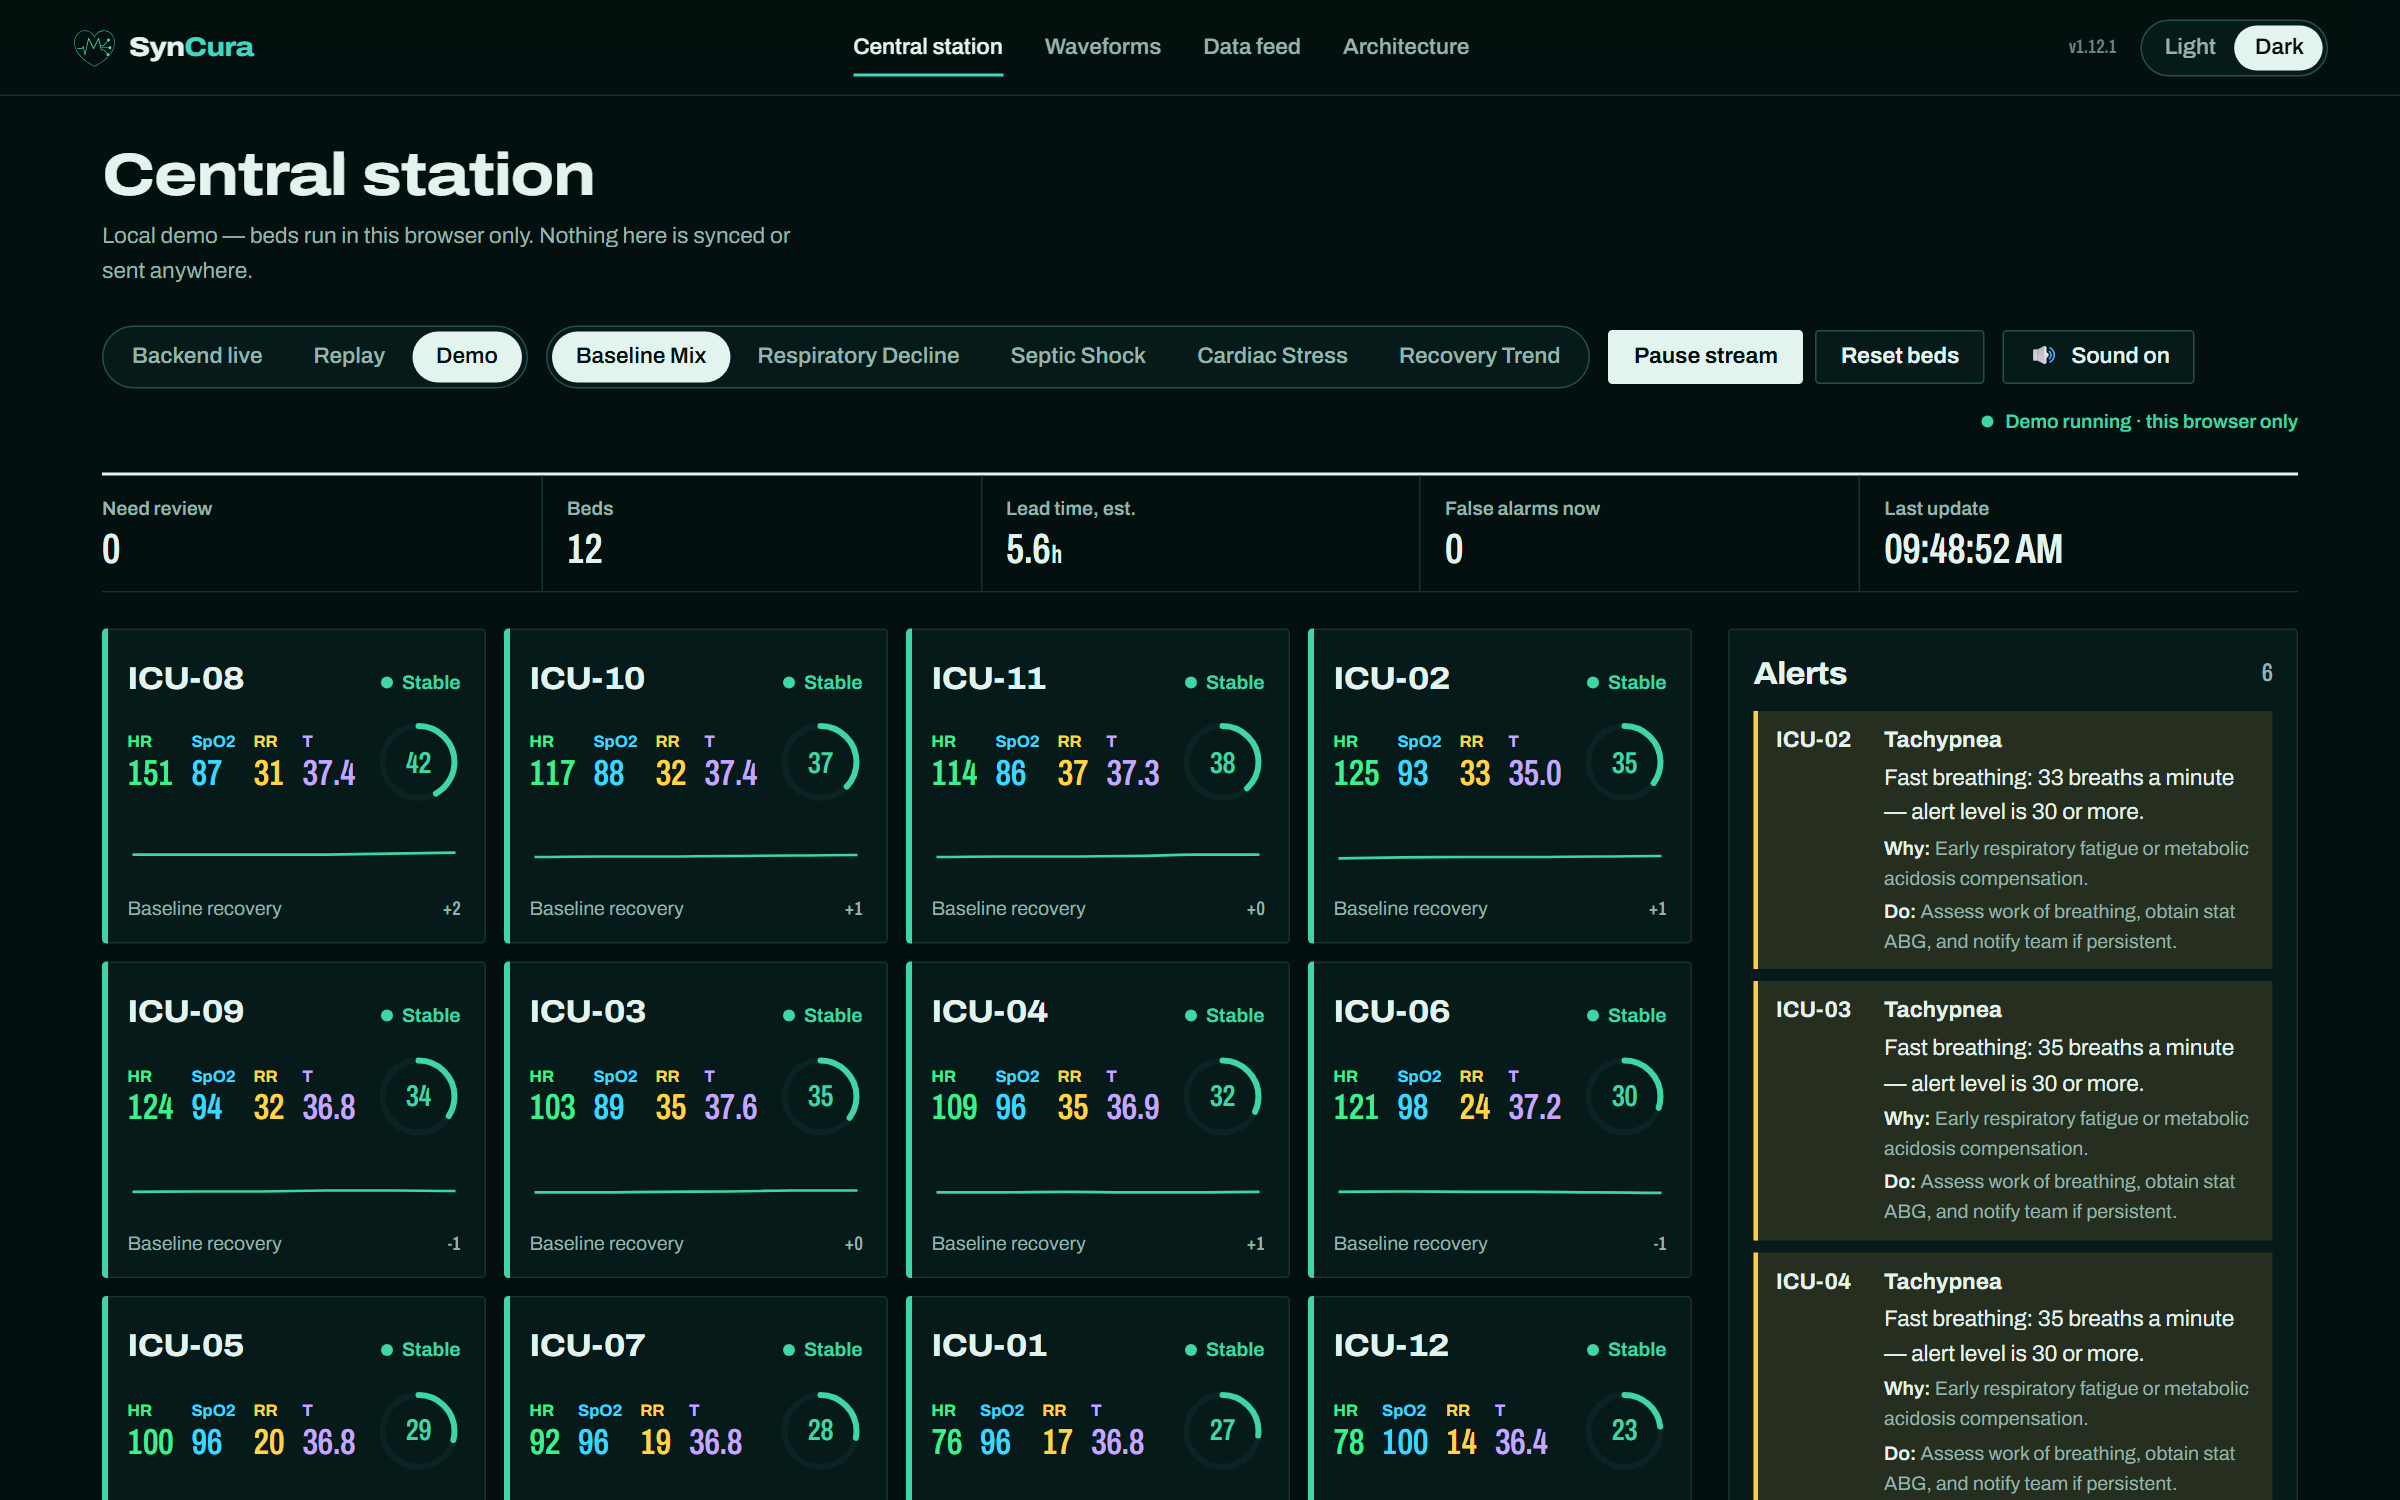 SynCura
Central station
Waveforms
Data feed
Architecture
v1.12.1
Light
Dark
Central station
Local demo — beds run in this browser only. Nothing here is synced or
sent anywhere.
Backend live
Replay
Demo
Baseline Mix
Respiratory Decline
Septic Shock
Cardiac Stress
Recovery Trend
Pause stream
Reset beds
Sound on
Demo running · this browser only
Need review
0
Beds
12
Lead time, est.
5.6h
False alarms now
0
Last update
09:48:52 AM
ICU-08
Stable
HR SpO2 RR T
151 87 31 37.4
42
Baseline recovery +2
ICU-10
Stable
HR SpO2 RR T
117 88 32 37.4
37
Baseline recovery +1
ICU-11
Stable
HR SpO2 RR T
114 86 37 37.3
38
Baseline recovery +0
ICU-02
Stable
HR SpO2 RR T
125 93 33 35.0
35
Baseline recovery +1
ICU-09
Stable
HR SpO2 RR T
124 94 32 36.8
34
Baseline recovery -1
ICU-03
Stable
HR SpO2 RR T
103 89 35 37.6
35
Baseline recovery +0
ICU-04
Stable
HR SpO2 RR T
109 96 35 36.9
32
Baseline recovery +1
ICU-06
Stable
HR SpO2 RR T
121 98 24 37.2
30
Baseline recovery -1
ICU-05
Stable
HR SpO2 RR T
100 96 20 36.8
29
ICU-07
Stable
HR SpO2 RR T
92 96 19 36.8
28
ICU-01
Stable
HR SpO2 RR T
76 96 17 36.8
27
ICU-12
Stable
HR SpO2 RR T
78 100 14 36.4
23
Alerts 6
ICU-02 Tachypnea
Fast breathing: 33 breaths a minute
— alert level is 30 or more.
Why: Early respiratory fatigue or metabolic
acidosis compensation.
Do: Assess work of breathing, obtain stat
ABG, and notify team if persistent.
ICU-03 Tachypnea
Fast breathing: 35 breaths a minute
— alert level is 30 or more.
Why: Early respiratory fatigue or metabolic
acidosis compensation.
Do: Assess work of breathing, obtain stat
ABG, and notify team if persistent.
ICU-04 Tachypnea
Fast breathing: 35 breaths a minute
— alert level is 30 or more.
Why: Early respiratory fatigue or metabolic
acidosis compensation.
Do: Assess work of breathing, obtain stat
ABG, and notify team if persistent.